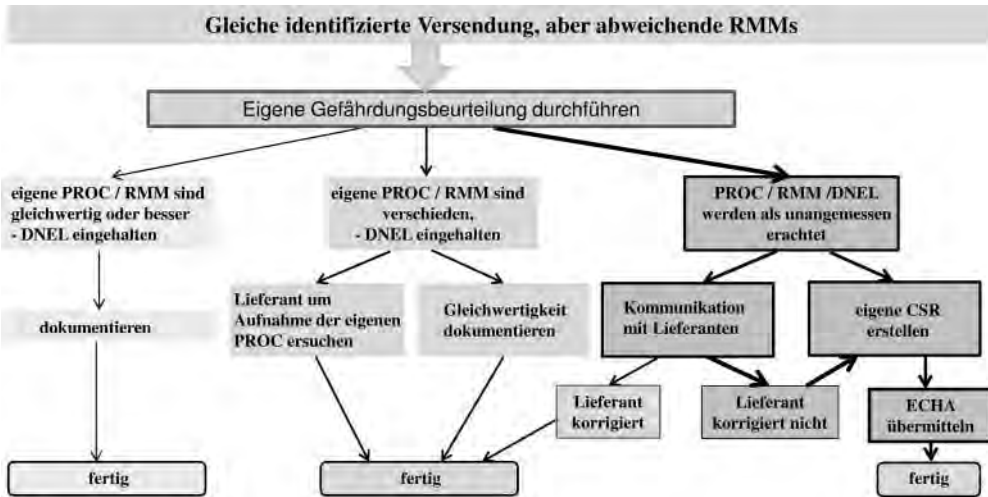 Gleiche identifizierte Versendung, aber abweichende RMMs
Eigene Gefährdungsbeurteilung durchführen
eigene PROC / RMM sind
gleichwertig oder besser
- DNEL eingehalten
eigene PROC / RMM sind
verschieden,
- DNEL eingehalten
PROC / RMM /DNEL
werden als unangemessen
erachtet
dokumentieren
Lieferant um
Aufnahme der eigenen
PROC ersuchen
Gleichwertigkeit
dokumentieren
Kommunikation
mit Lieferanten
eigene CSR
erstellen
Lieferant
korrigiert
Lieferant
korrigiert nicht
ECHA
übermitteln
fertig
fertig
fertig